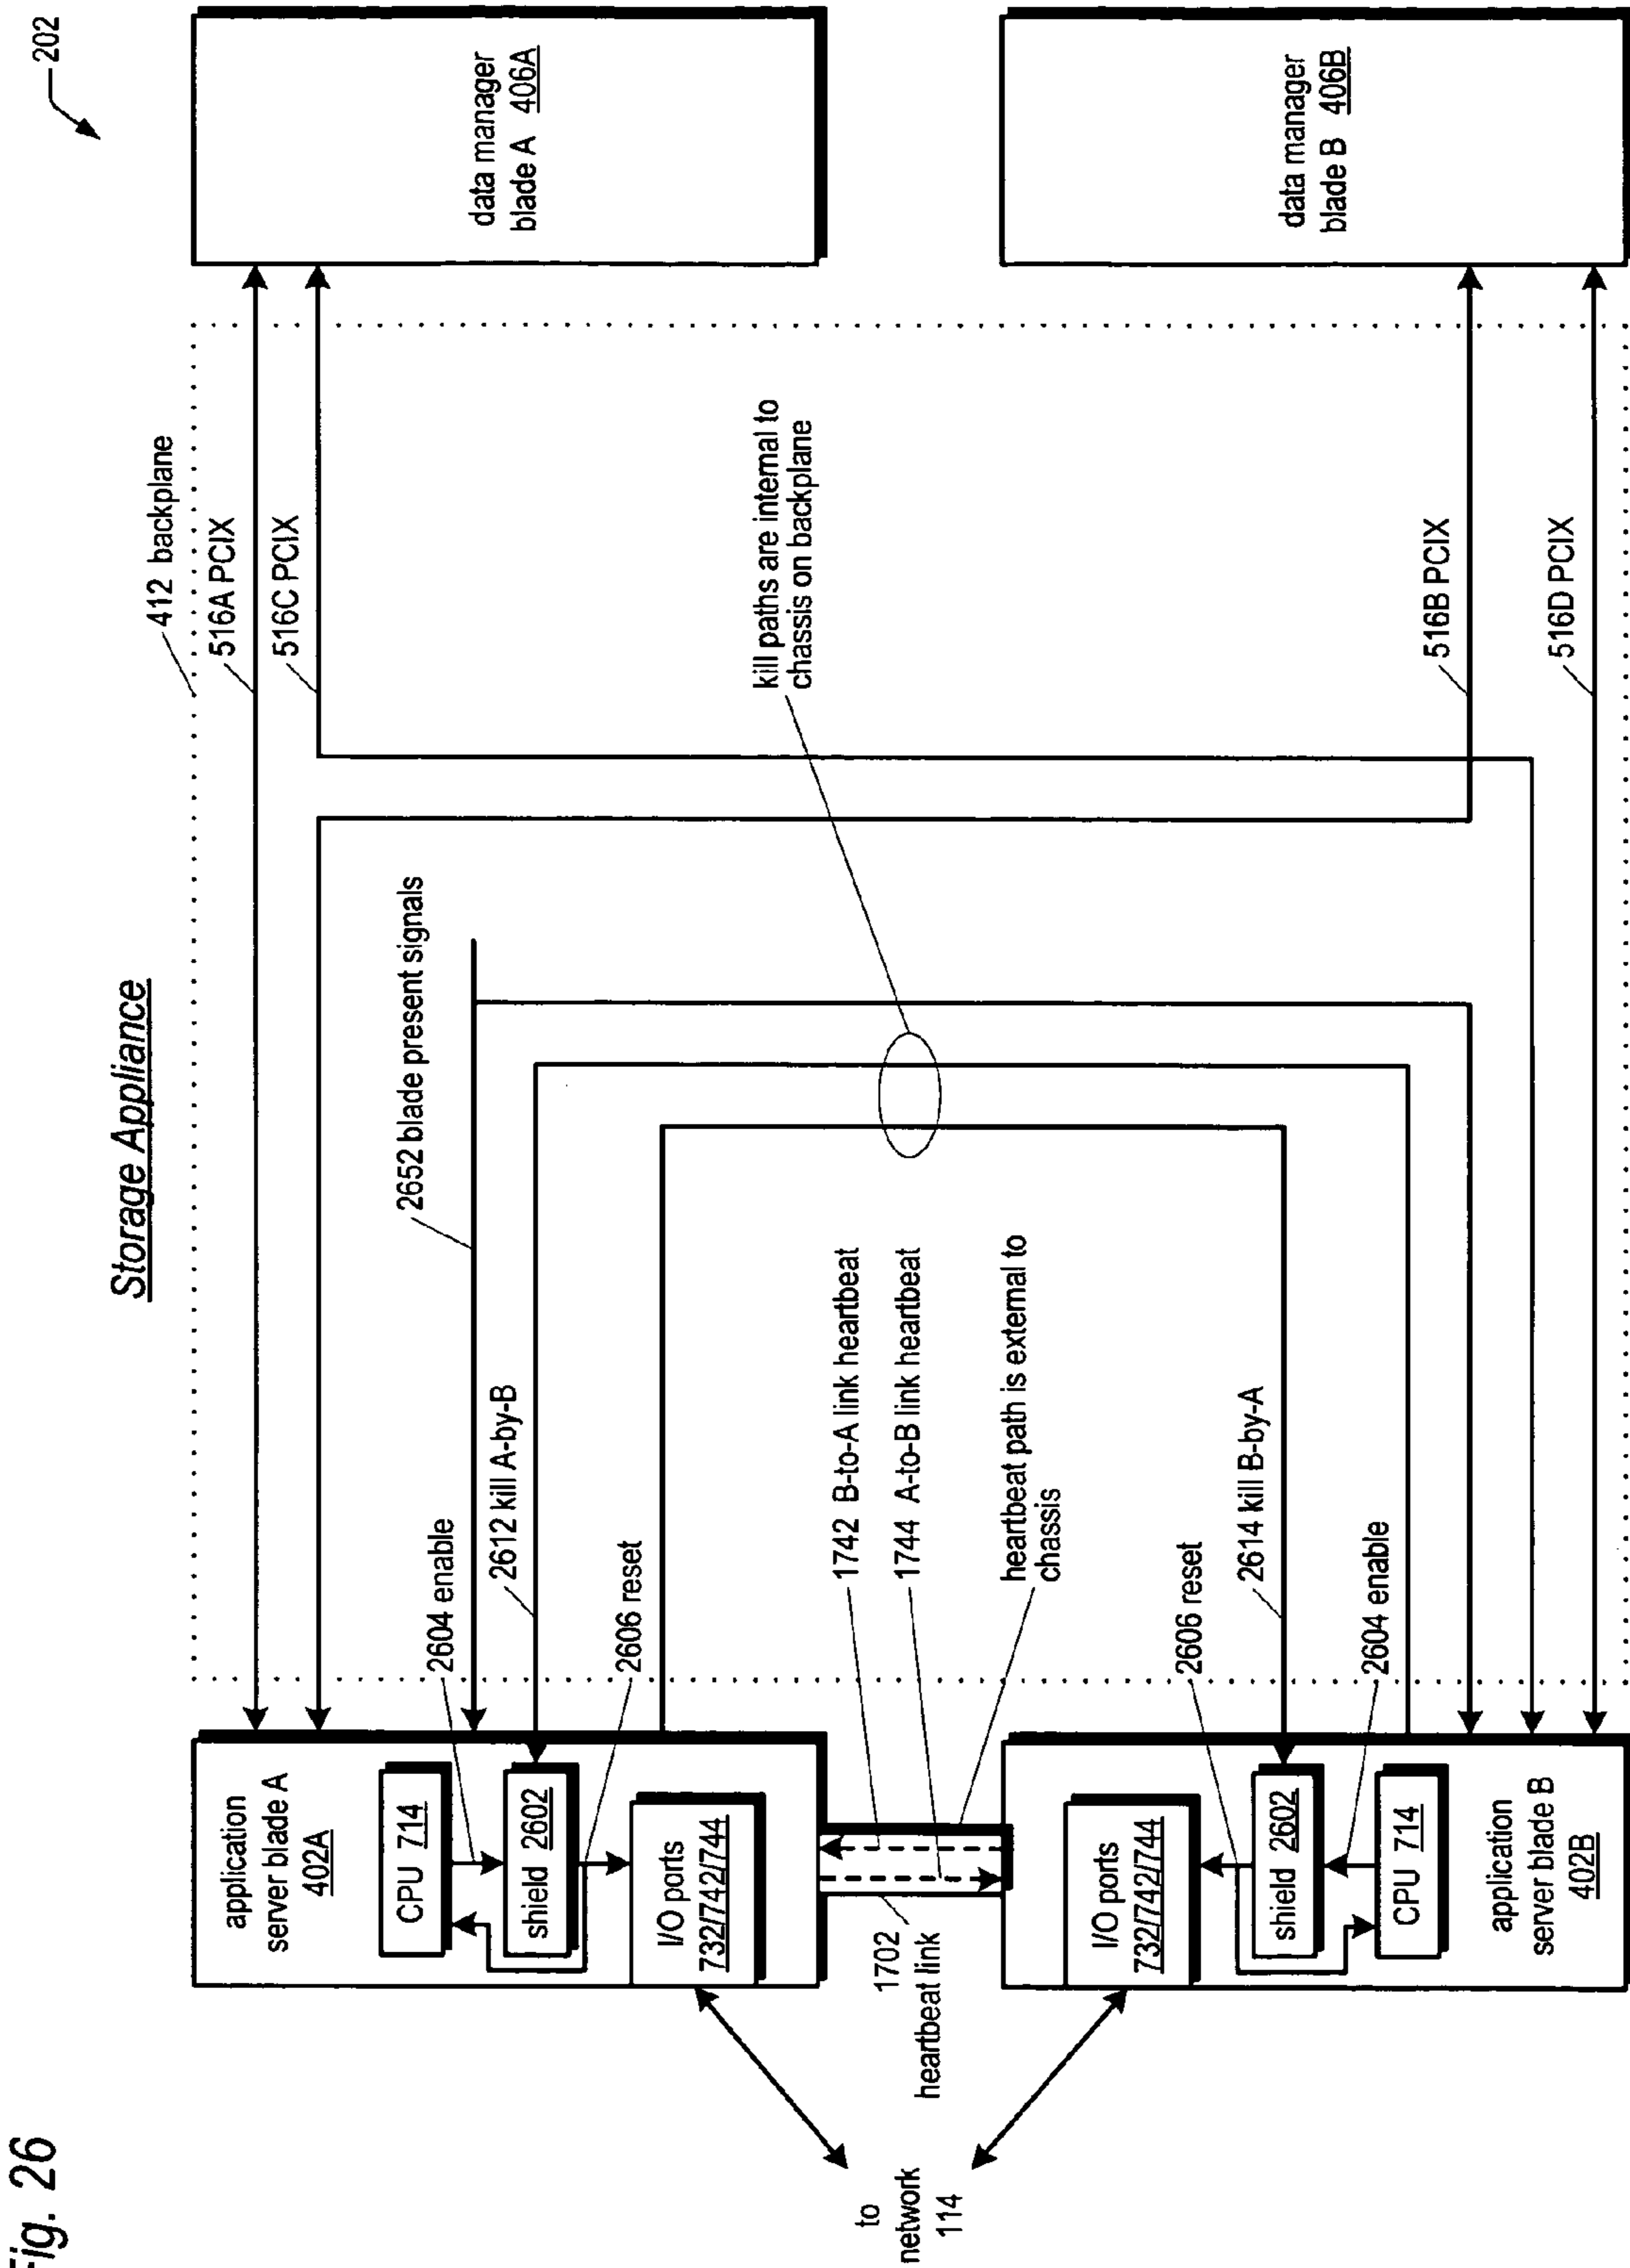 Fig. 26
Storage Appliance
202
412 backplane
516A PCIX
516C PCIX
application
server blade A
402A
CPU 714
2604 enable
shield 2602
2612 kill A-by-B
2606 reset
I/O ports
732/742/744
2652 blade present signals
data manager
blade A 406A
kill paths are internal to
chassis on backplane
to
network
114
1702
heartbeat link
1742 B-to-A link heartbeat
1744 A-to-B link heartbeat
heartbeat path is external to
chassis
I/O ports
732/742/744
2606 reset
2614 kill B-by-A
shield 2602
2604 enable
CPU 714
application
server blade B
402B
516B PCIX
516D PCIX
data manager
blade B 406B